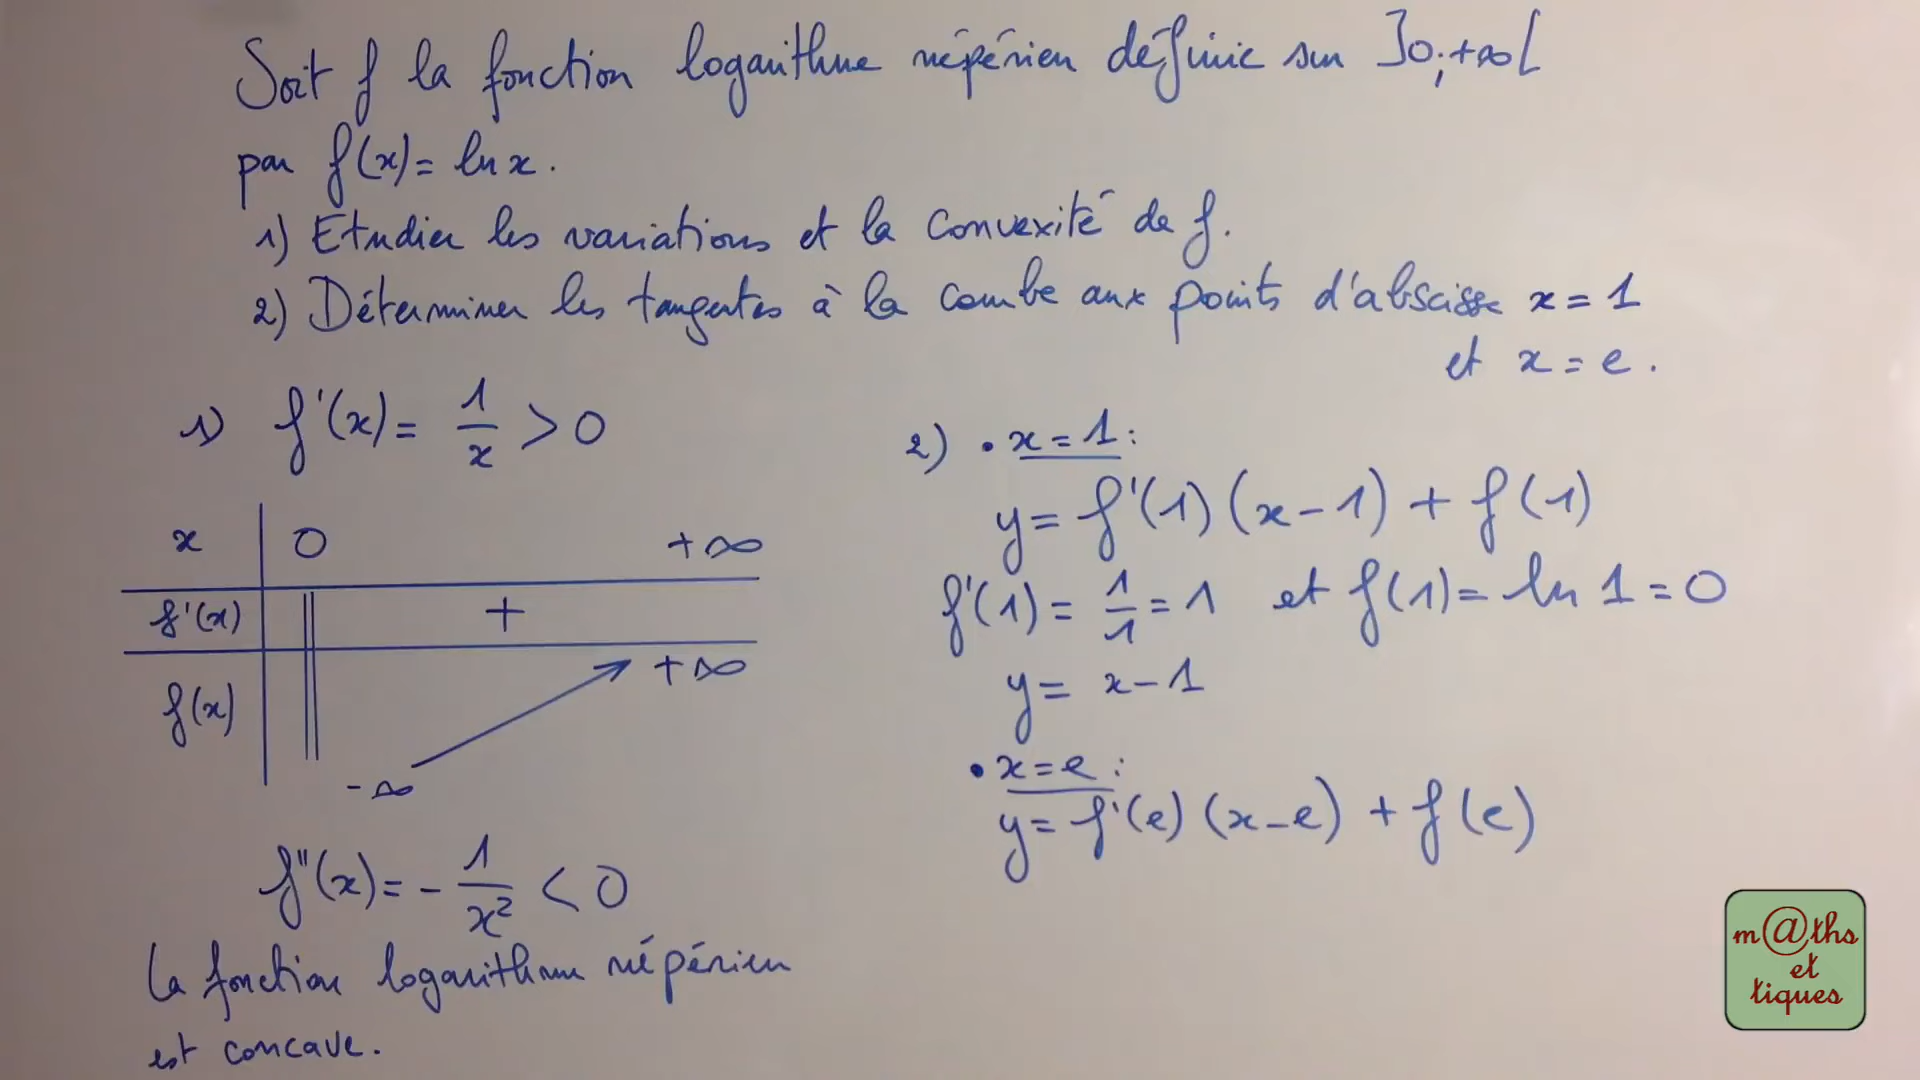 Soit f la fonction logarithme népérien définie sur ]0;+∞[
par f(x) = ln x.
1) Etudier les variations et la convexité de f.
2) Déterminer les tangentes à la courbe aux points d'abscisse x = 1
et x = e.
1) f'(x) = 1/x > 0
x 0 +∞
f'(x) +
f(x) -∞ +∞
f''(x) = - 1/x² < 0
La fonction logarithme népérien
est concave.
2) • x = 1 :
y = f'(1) (x - 1) + f(1)
f'(1) = 1/1 = 1 et f(1) = ln 1 = 0
y = x - 1
• x = e :
y = f'(e) (x - e) + f(e)
m@ths
et
tiques